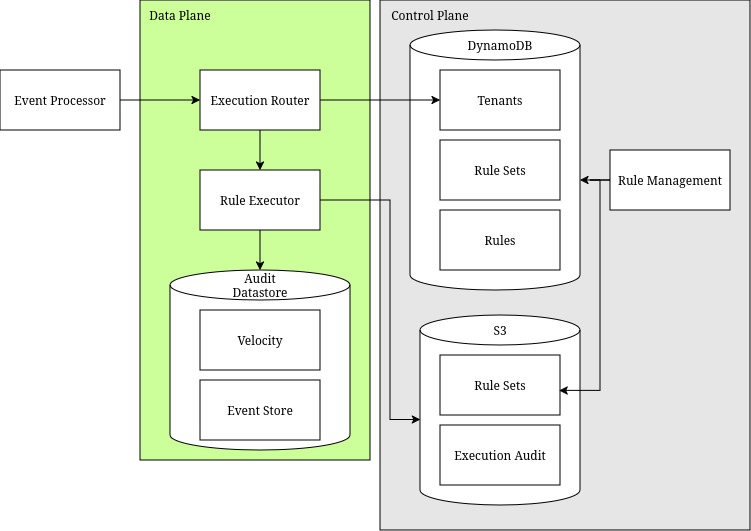 Data Plane
Control Plane
DynamoDB
Event Processor
Execution Router
Tenants
Rule Sets
Rule Management
Rule Executor
Rules
Audit
Datastore
Velocity
S3
Rule Sets
Event Store
Execution Audit